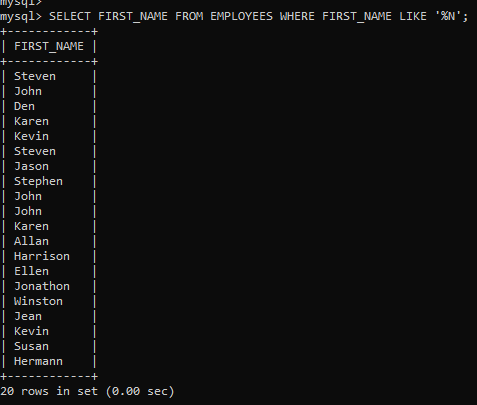 mysql>
mysql> SELECT FIRST_NAME FROM EMPLOYEES WHERE FIRST_NAME LIKE '%N';
+------------+
| FIRST_NAME |
+------------+
| Steven     |
| John       |
| Den        |
| Karen      |
| Kevin      |
| Steven     |
| Jason      |
| Stephen    |
| John       |
| John       |
| Karen      |
| Allan      |
| Harrison   |
| Ellen      |
| Jonathon   |
| Winston    |
| Jean       |
| Kevin      |
| Susan      |
| Hermann    |
+------------+
20 rows in set (0.00 sec)